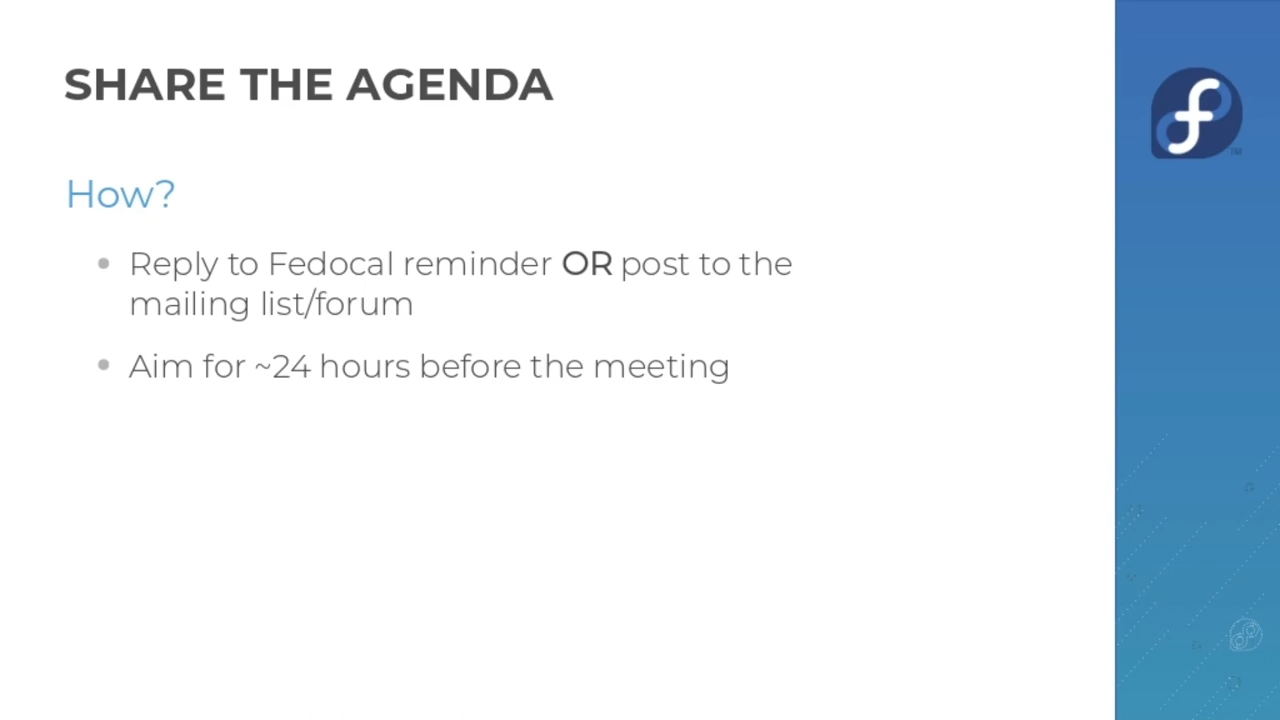 SHARE THE AGENDA
How?
Reply to Fedocal reminder OR post to the
mailing list/forum
Aim for ~24 hours before the meeting
TM